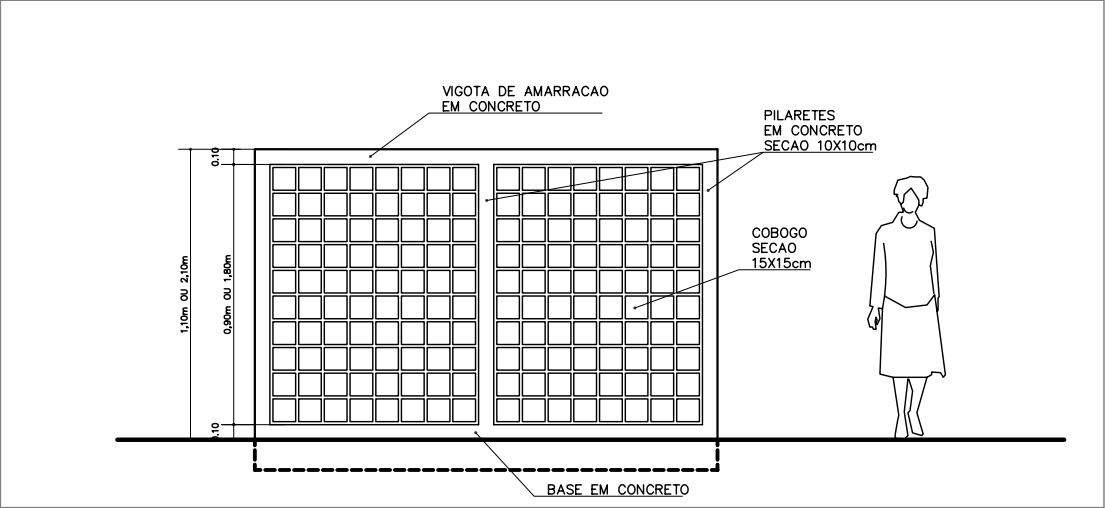 VIGOTA DE AMARRACAO
EM CONCRETO
PILARETES
EM CONCRETO
SECAO 10X10cm
0.10
COBOGO
SECAO
15X15cm
1,10m OU 2,10m
0,90m OU 1,80m
0.10
BASE EM CONCRETO